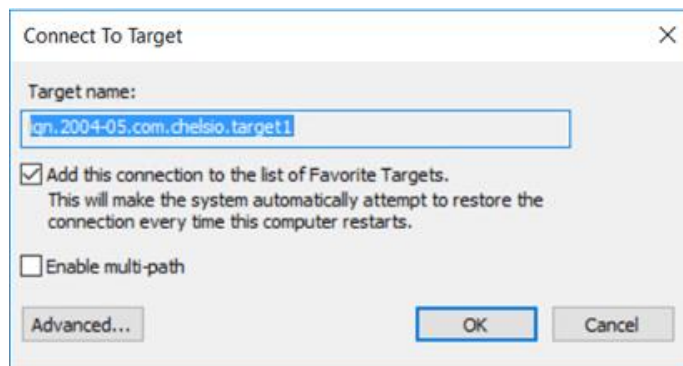 Connect To Target
Target name:
iqn.2004-05.com.chelsio.target1
Add this connection to the list of Favorite Targets.
This will make the system automatically attempt to restore the
connection every time this computer restarts.
Enable multi-path
Advanced...
OK
Cancel